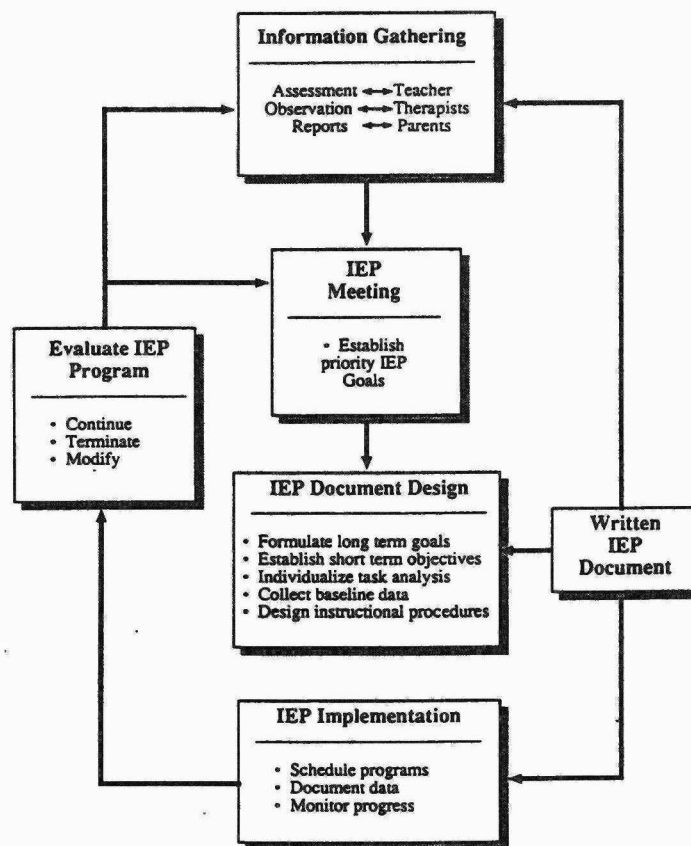 Information Gathering
Assessment ↔ Teacher
Observation ↔ Therapists
Reports ↔ Parents
IEP
Meeting
• Establish
priority IEP
Goals
Evaluate IEP
Program
• Continue
• Terminate
• Modify
IEP Document Design
• Formulate long term goals
• Establish short term objectives
• Individualize task analysis
• Collect baseline data
• Design instructional procedures
Written
IEP
Document
IEP Implementation
• Schedule programs
• Document data
• Monitor progress